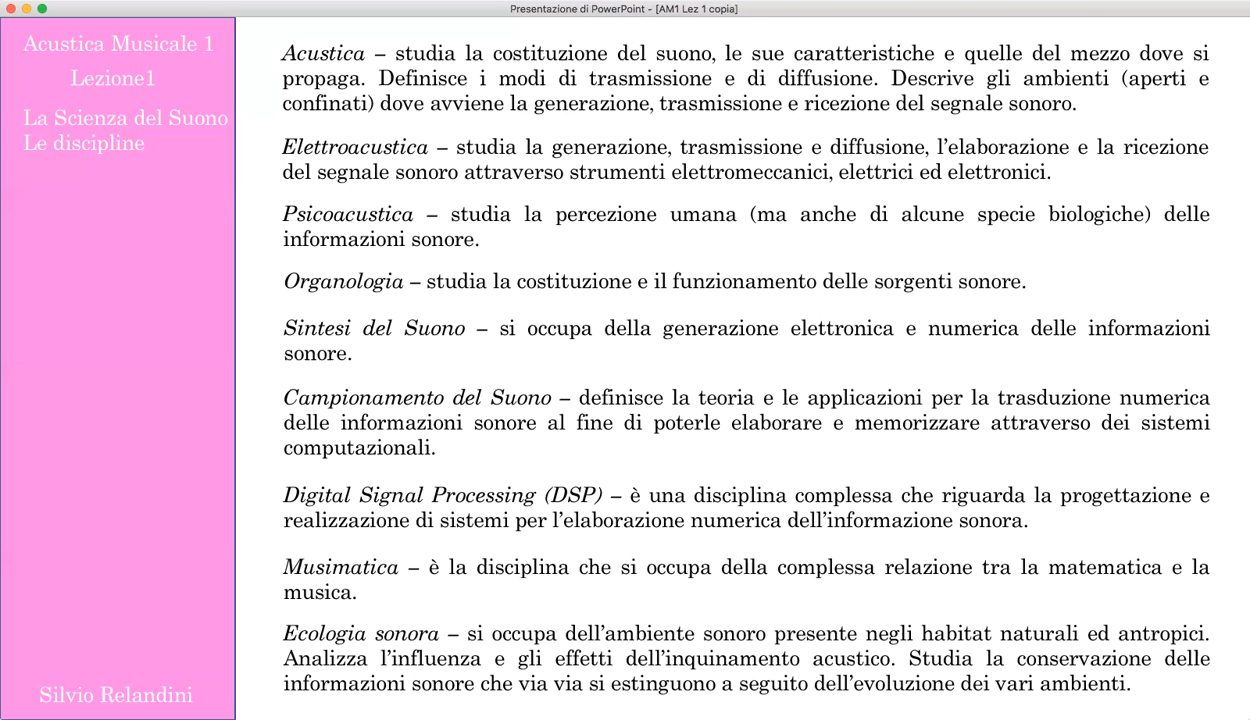 Presentazione di PowerPoint - [AM1 Lez 1 copia]
Acustica Musicale 1
Lezione1
La Scienza del Suono
Le discipline
Silvio Relandini
Acustica – studia la costituzione del suono, le sue caratteristiche e quelle del mezzo dove si
propaga. Definisce i modi di trasmissione e di diffusione. Descrive gli ambienti (aperti e
confinati) dove avviene la generazione, trasmissione e ricezione del segnale sonoro.
Elettroacustica – studia la generazione, trasmissione e diffusione, l’elaborazione e la ricezione
del segnale sonoro attraverso strumenti elettromeccanici, elettrici ed elettronici.
Psicoacustica – studia la percezione umana (ma anche di alcune specie biologiche) delle
informazioni sonore.
Organologia – studia la costituzione e il funzionamento delle sorgenti sonore.
Sintesi del Suono – si occupa della generazione elettronica e numerica delle informazioni
sonore.
Campionamento del Suono – definisce la teoria e le applicazioni per la trasduzione numerica
delle informazioni sonore al fine di poterle elaborare e memorizzare attraverso dei sistemi
computazionali.
Digital Signal Processing (DSP) – è una disciplina complessa che riguarda la progettazione e
realizzazione di sistemi per l’elaborazione numerica dell’informazione sonora.
Musimatica – è la disciplina che si occupa della complessa relazione tra la matematica e la
musica.
Ecologia sonora – si occupa dell’ambiente sonoro presente negli habitat naturali ed antropici.
Analizza l’influenza e gli effetti dell’inquinamento acustico. Studia la conservazione delle
informazioni sonore che via via si estinguono a seguito dell’evoluzione dei vari ambienti.